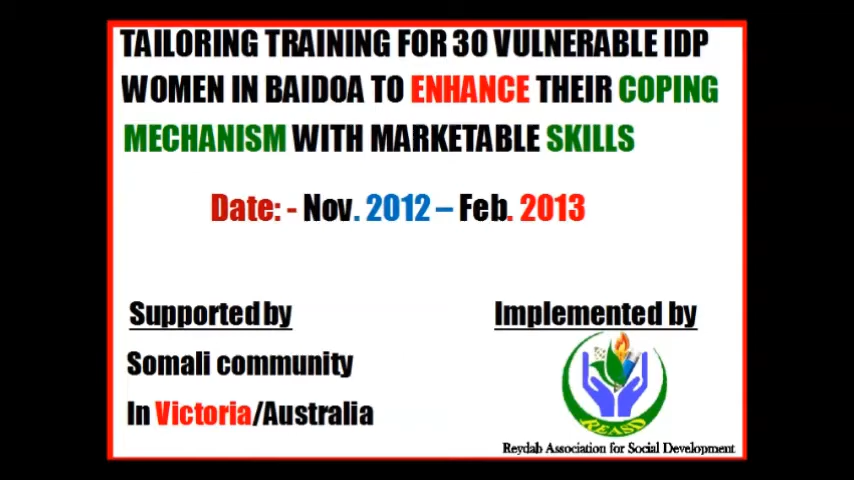 TAILORING TRAINING FOR 30 VULNERABLE IDP
WOMEN IN BAIDOA TO ENHANCE THEIR COPING
MECHANISM WITH MARKETABLE SKILLS
Date: - Nov. 2012 – Feb. 2013
Supported by
Somali community
In Victoria/Australia
Implemented by
REASD
Reydab Association for Social Development